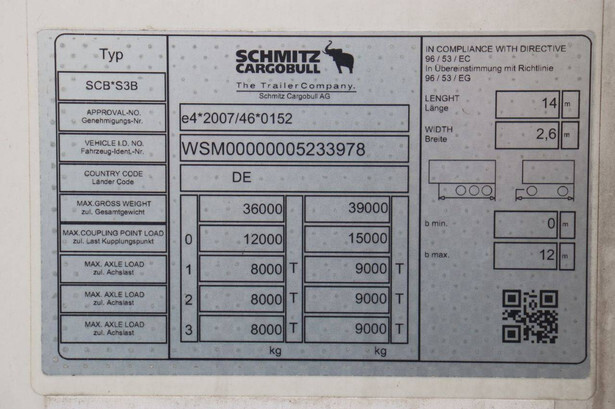 Typ
SCB*S3B
APPROVAL-NO.
Genehmigungs-Nr.
VEHICLE I.D. NO.
Fahrzeug-Ident.-Nr.
COUNTRY CODE
Länder Code
MAX.GROSS WEIGHT
zul. Gesamtgewicht
MAX.COUPLING POINT LOAD
zul. Last Kupplungspunkt
MAX. AXLE LOAD
zul. Achslast
MAX. AXLE LOAD
zul. Achslast
MAX. AXLE LOAD
zul. Achslast
SCHMITZ
CARGOBULL
The TrailerCompany.
Schmitz Cargobull AG
e4*2007/46*0152
WSM00000005233978
DE
36000 39000
0 12000 15000
1 8000 T 9000 T
2 8000 T 9000 T
3 8000 T 9000 T
kg kg
IN COMPLIANCE WITH DIRECTIVE
96 / 53 / EC
In Übereinstimmung mit Richtlinie
96 / 53 / EG
LENGHT
Länge
14 m
WIDTH
Breite
2,6 m
b min. 0 m
b max. 12 m